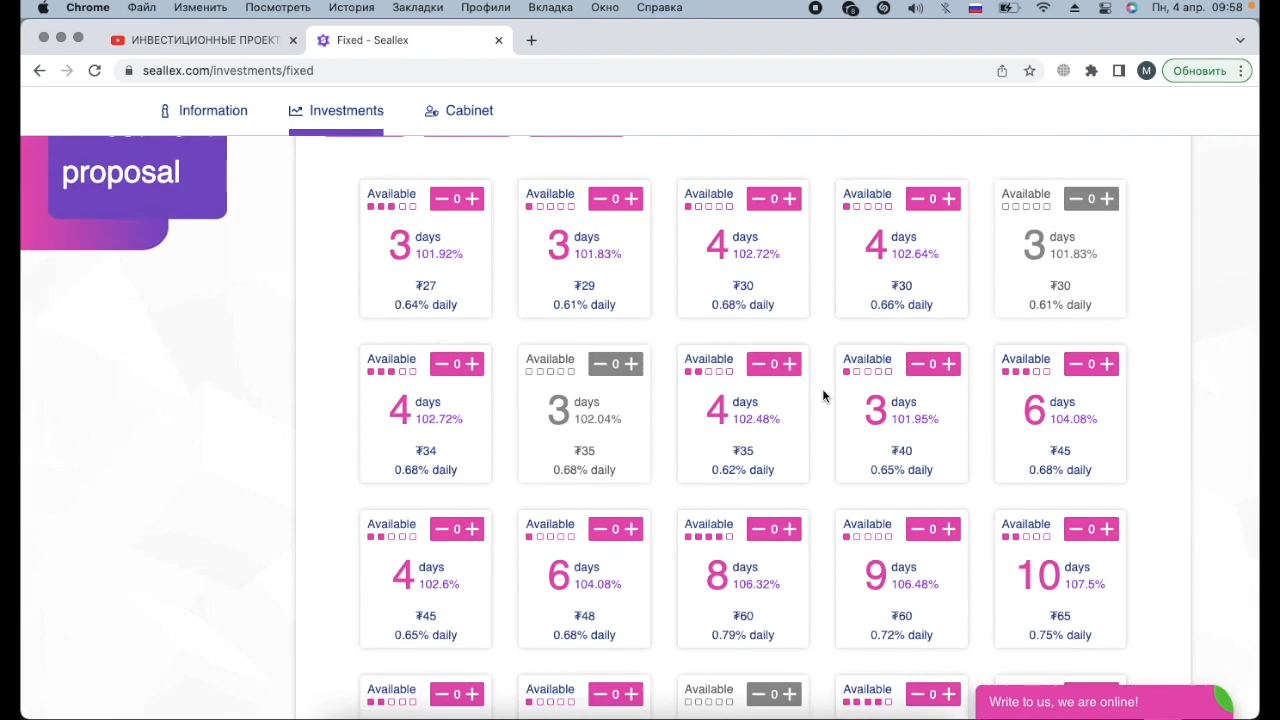 Chrome Файл Изменить Посмотреть История Закладки Профили Вкладка Окно Справка Пн, 4 апр. 09:58
ИНВЕСТИЦИОННЫЕ ПРОЕКТ Fixed - Seallex
seallex.com/investments/fixed M Обновить
Information Investments Cabinet
proposal
Available 0 Available 0 Available 0 Available 0 Available 0
3 days 3 days 4 days 4 days 3 days
101.92% 101.83% 102.72% 102.64% 101.83%
₮27 ₮29 ₮30 ₮30 ₮30
0.64% daily 0.61% daily 0.68% daily 0.66% daily 0.61% daily
Available 0 Available 0 Available 0 Available 0 Available 0
4 days 3 days 4 days 3 days 6 days
102.72% 102.04% 102.48% 101.95% 104.08%
₮34 ₮35 ₮35 ₮40 ₮45
0.68% daily 0.68% daily 0.62% daily 0.65% daily 0.68% daily
Available 0 Available 0 Available 0 Available 0 Available 0
4 days 6 days 8 days 9 days 10 days
102.6% 104.08% 106.32% 106.48% 107.5%
₮45 ₮48 ₮60 ₮60 ₮65
0.65% daily 0.68% daily 0.79% daily 0.72% daily 0.75% daily
Available 0 Available 0 Available 0 Available 0
Write to us, we are online!